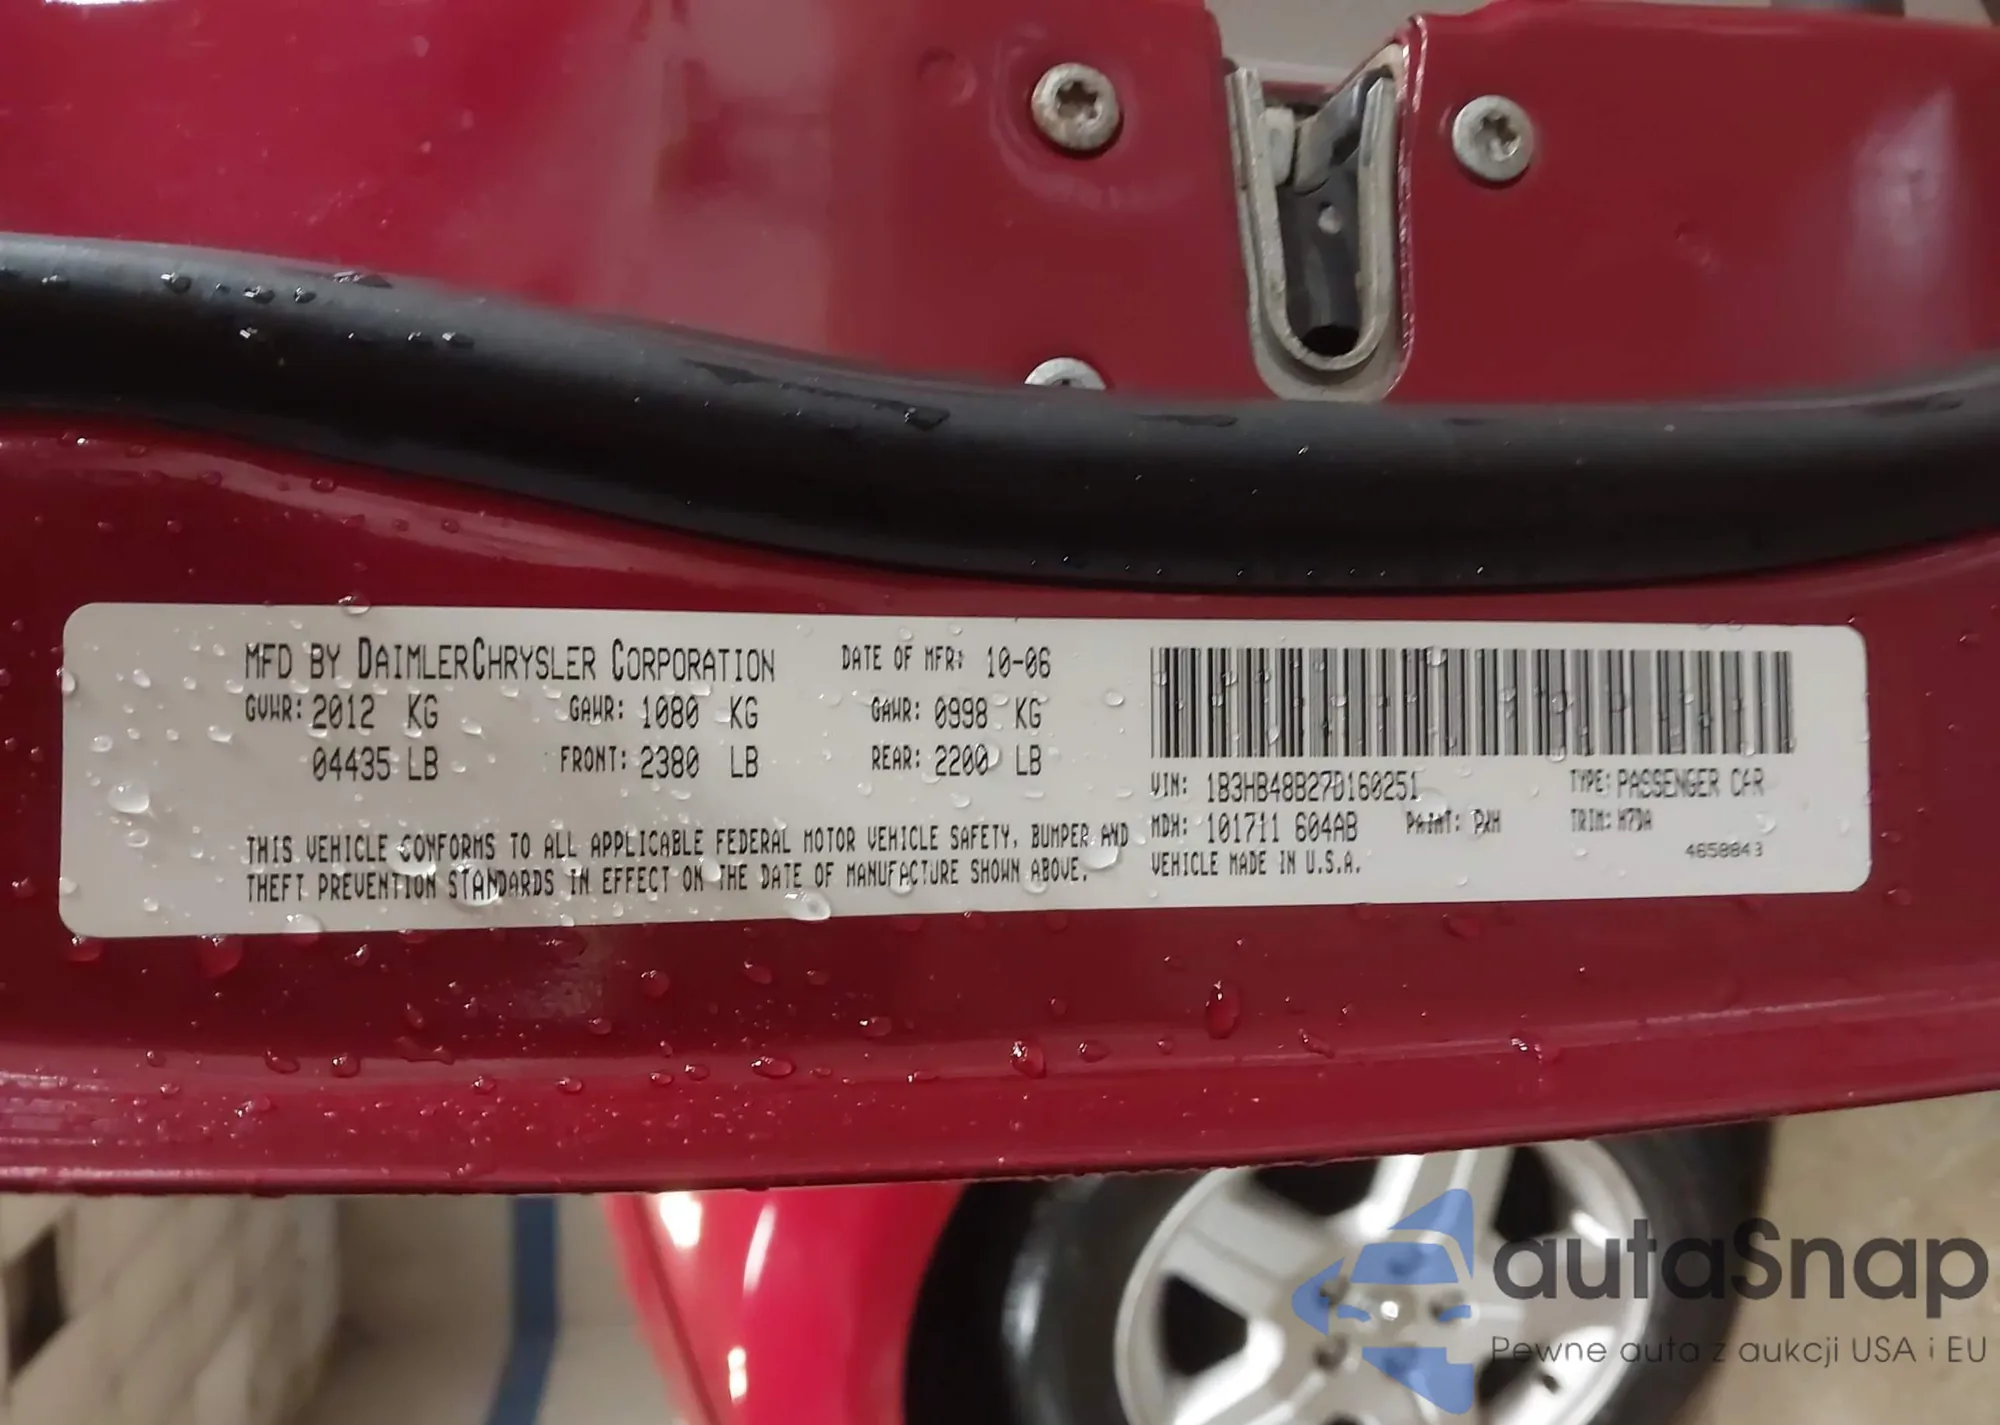 MFD BY DAIMLERCHRYSLER CORPORATION DATE OF MFR: 10-06
GVWR: 2012 KG GAWR: 1080 KG GAWR: 0998 KG
04435 LB FRONT: 2380 LB REAR: 2200 LB
THIS VEHICLE CONFORMS TO ALL APPLICABLE FEDERAL MOTOR VEHICLE SAFETY, BUMPER AND
THEFT PREVENTION STANDARDS IN EFFECT ON THE DATE OF MANUFACTURE SHOWN ABOVE.
VIN: 1B3HB48B27D160251 TYPE: PASSENGER CAR
MDH: 101711 604AB PAINT: PRH TRIM: H7DA
VEHICLE MADE IN U.S.A. 4658843
autaSnap
Pewne auta z aukcji USA i EU